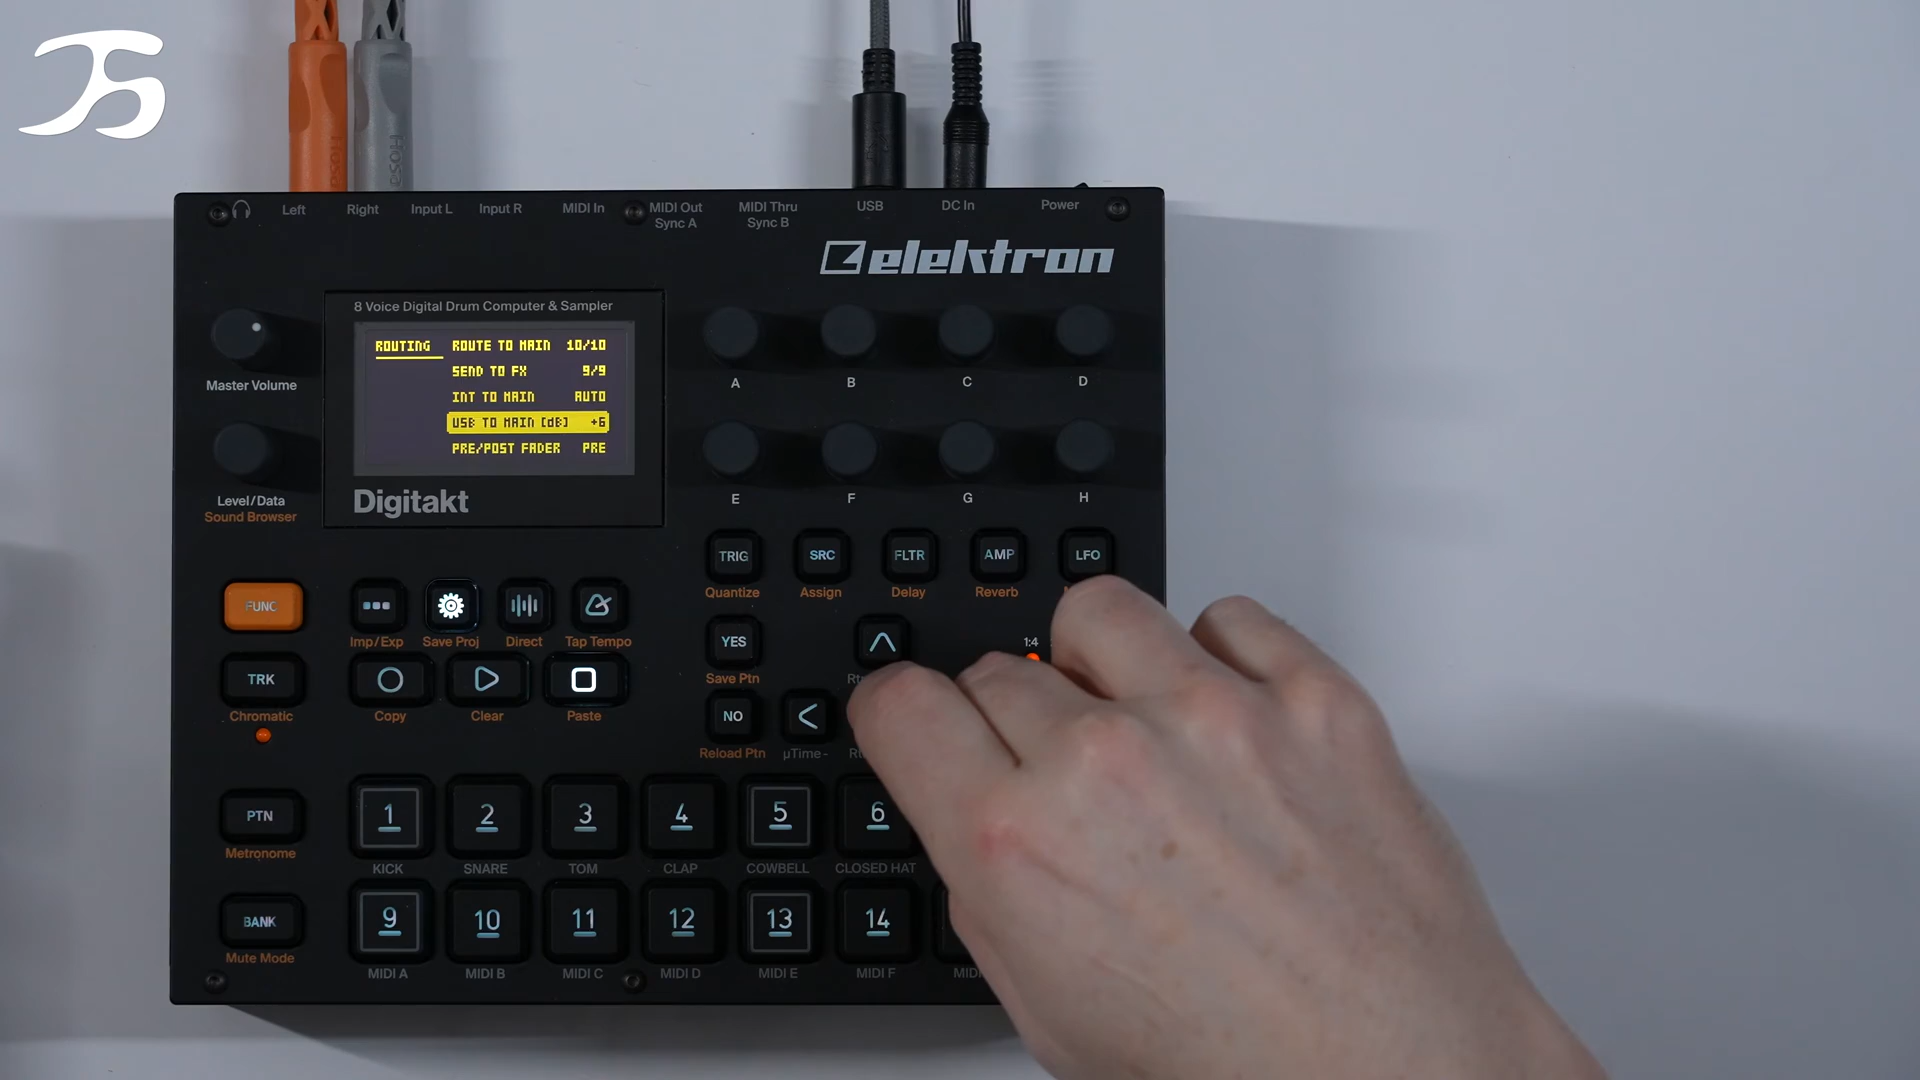 JS
Hosa
Hosa
Left
Right
Input L
Input R
MIDI In
MIDI Out
Sync A
MIDI Thru
Sync B
USB
DC In
Power
elektron
8 Voice Digital Drum Computer & Sampler
ROUTING
ROUTE TO MAIN 10/10
SEND TO FX 9/9
INT TO MAIN AUTO
USB TO MAIN [dB] +6
PRE/POST FADER PRE
Digitakt
Master Volume
Level/Data
Sound Browser
A
B
C
D
E
F
G
H
TRIG
SRC
FLTR
AMP
LFO
Quantize
Assign
Delay
Reverb
FUNC
Imp/Exp
Save Proj
Direct
Tap Tempo
YES
Save Ptn
1:4
TRK
Chromatic
Copy
Clear
Paste
NO
Reload Ptn
µTime-
PTN
Metronome
1
2
3
4
5
6
KICK
SNARE
TOM
CLAP
COWBELL
CLOSED HAT
BANK
Mute Mode
9
10
11
12
13
14
MIDI A
MIDI B
MIDI C
MIDI D
MIDI E
MIDI F
MIDI